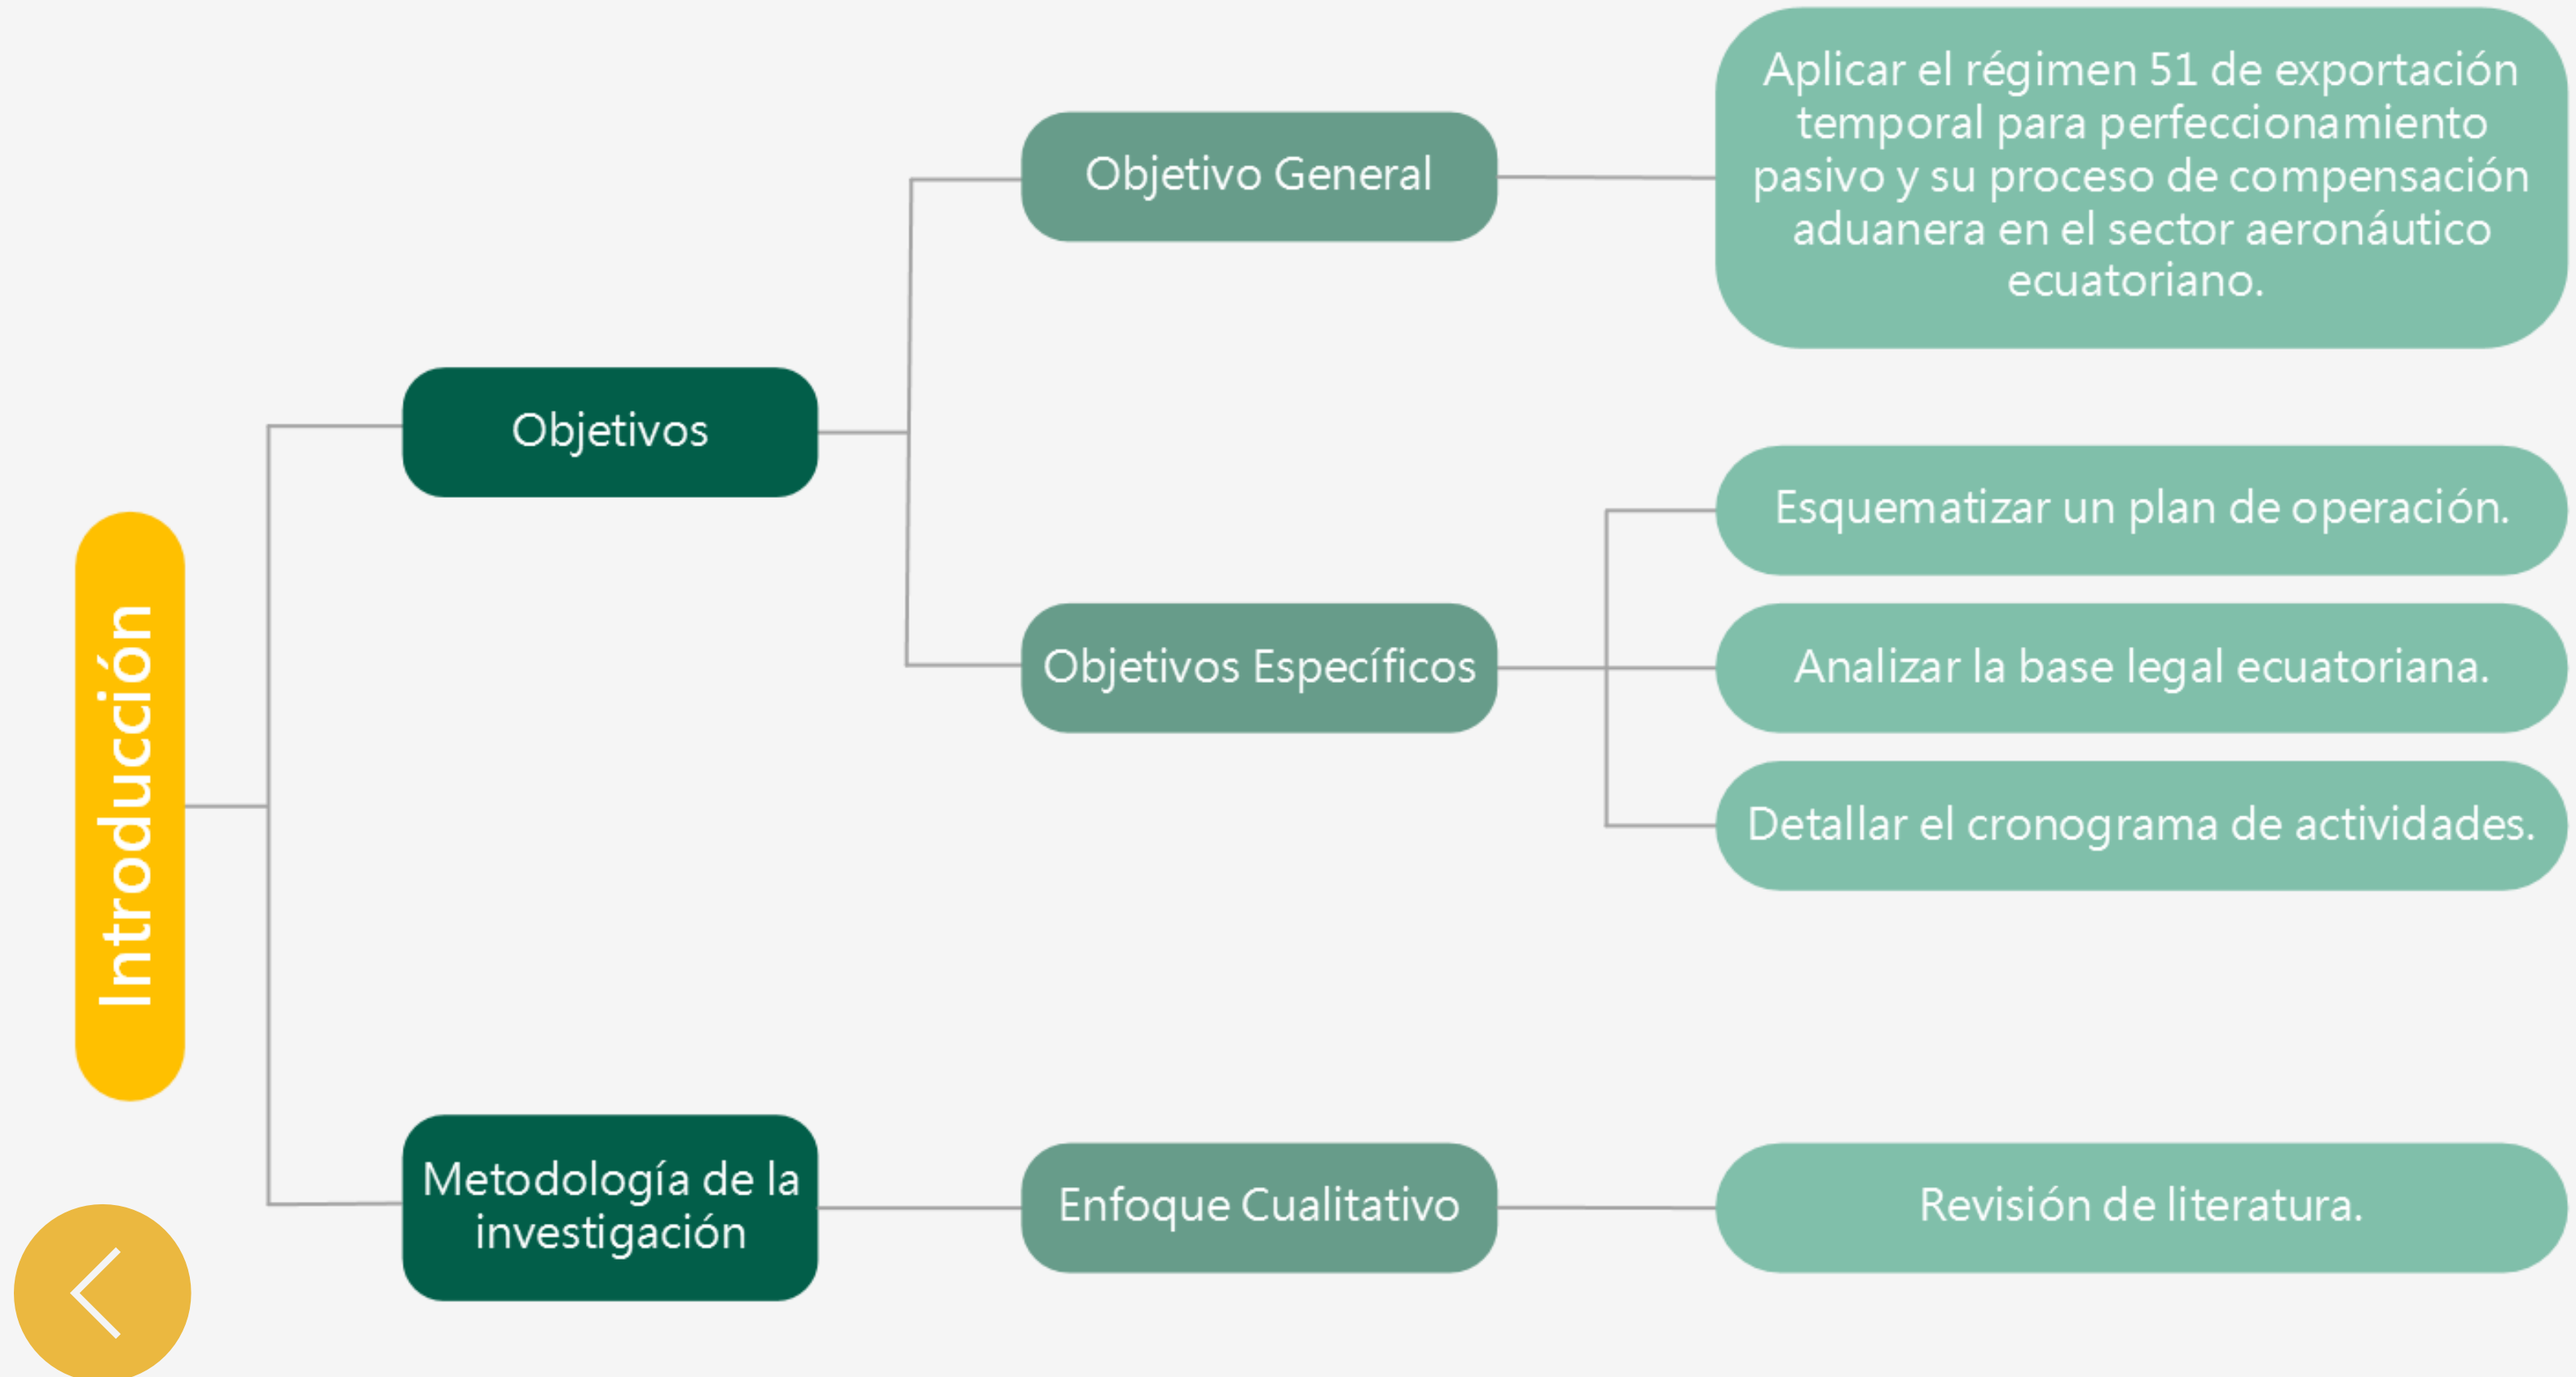 Introducción
Objetivos
Objetivo General
Aplicar el régimen 51 de exportación
temporal para perfeccionamiento
pasivo y su proceso de compensación
aduanera en el sector aeronáutico
ecuatoriano.
Objetivos Específicos
Esquematizar un plan de operación.
Analizar la base legal ecuatoriana.
Detallar el cronograma de actividades.
Metodología de la
investigación
Enfoque Cualitativo
Revisión de literatura.